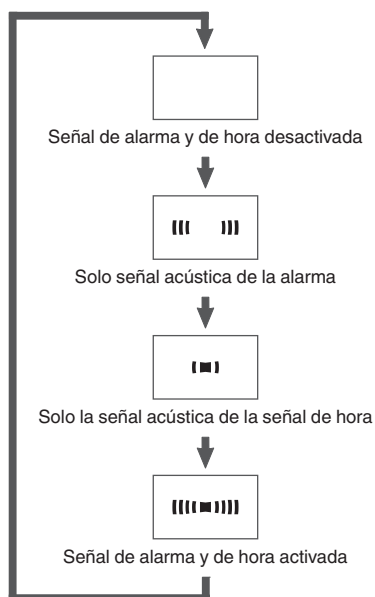 Señal de alarma y de hora desactivada
Solo señal acústica de la alarma
Solo la señal acústica de la señal de hora
Señal de alarma y de hora activada